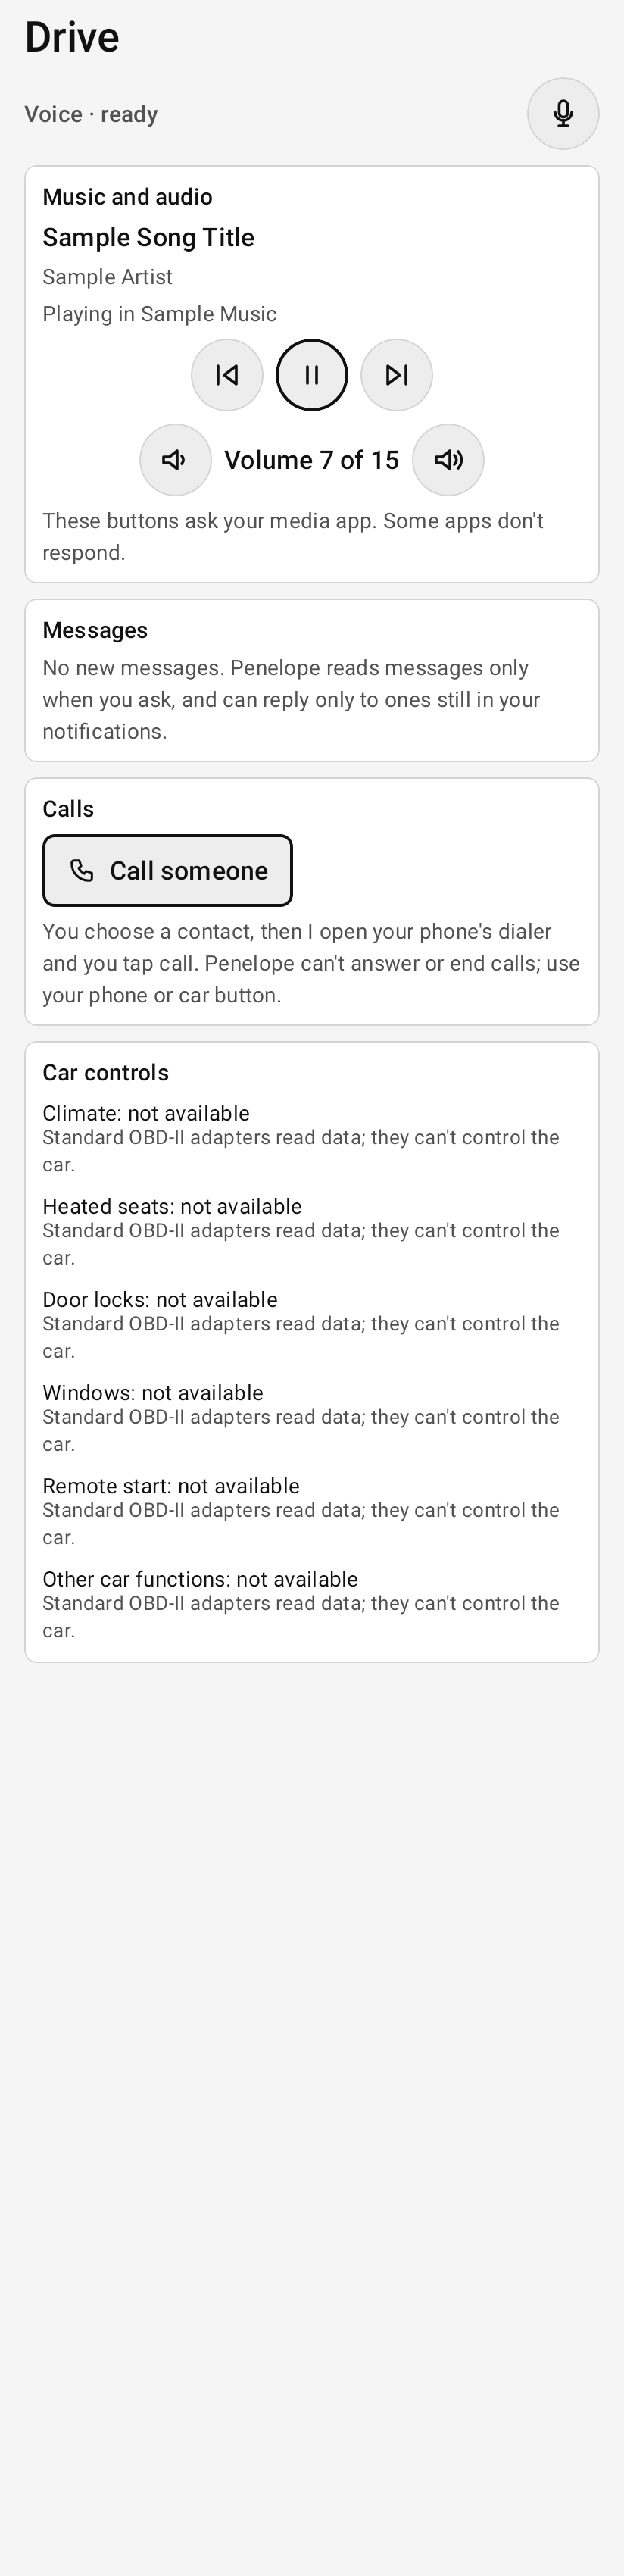 Drive
Voice · ready
Music and audio
Sample Song Title
Sample Artist
Playing in Sample Music
Volume 7 of 15
These buttons ask your media app. Some apps don't
respond.
Messages
No new messages. Penelope reads messages only
when you ask, and can reply only to ones still in your
notifications.
Calls
Call someone
You choose a contact, then I open your phone's dialer
and you tap call. Penelope can't answer or end calls; use
your phone or car button.
Car controls
Climate: not available
Standard OBD-II adapters read data; they can't control the
car.
Heated seats: not available
Standard OBD-II adapters read data; they can't control the
car.
Door locks: not available
Standard OBD-II adapters read data; they can't control the
car.
Windows: not available
Standard OBD-II adapters read data; they can't control the
car.
Remote start: not available
Standard OBD-II adapters read data; they can't control the
car.
Other car functions: not available
Standard OBD-II adapters read data; they can't control the
car.